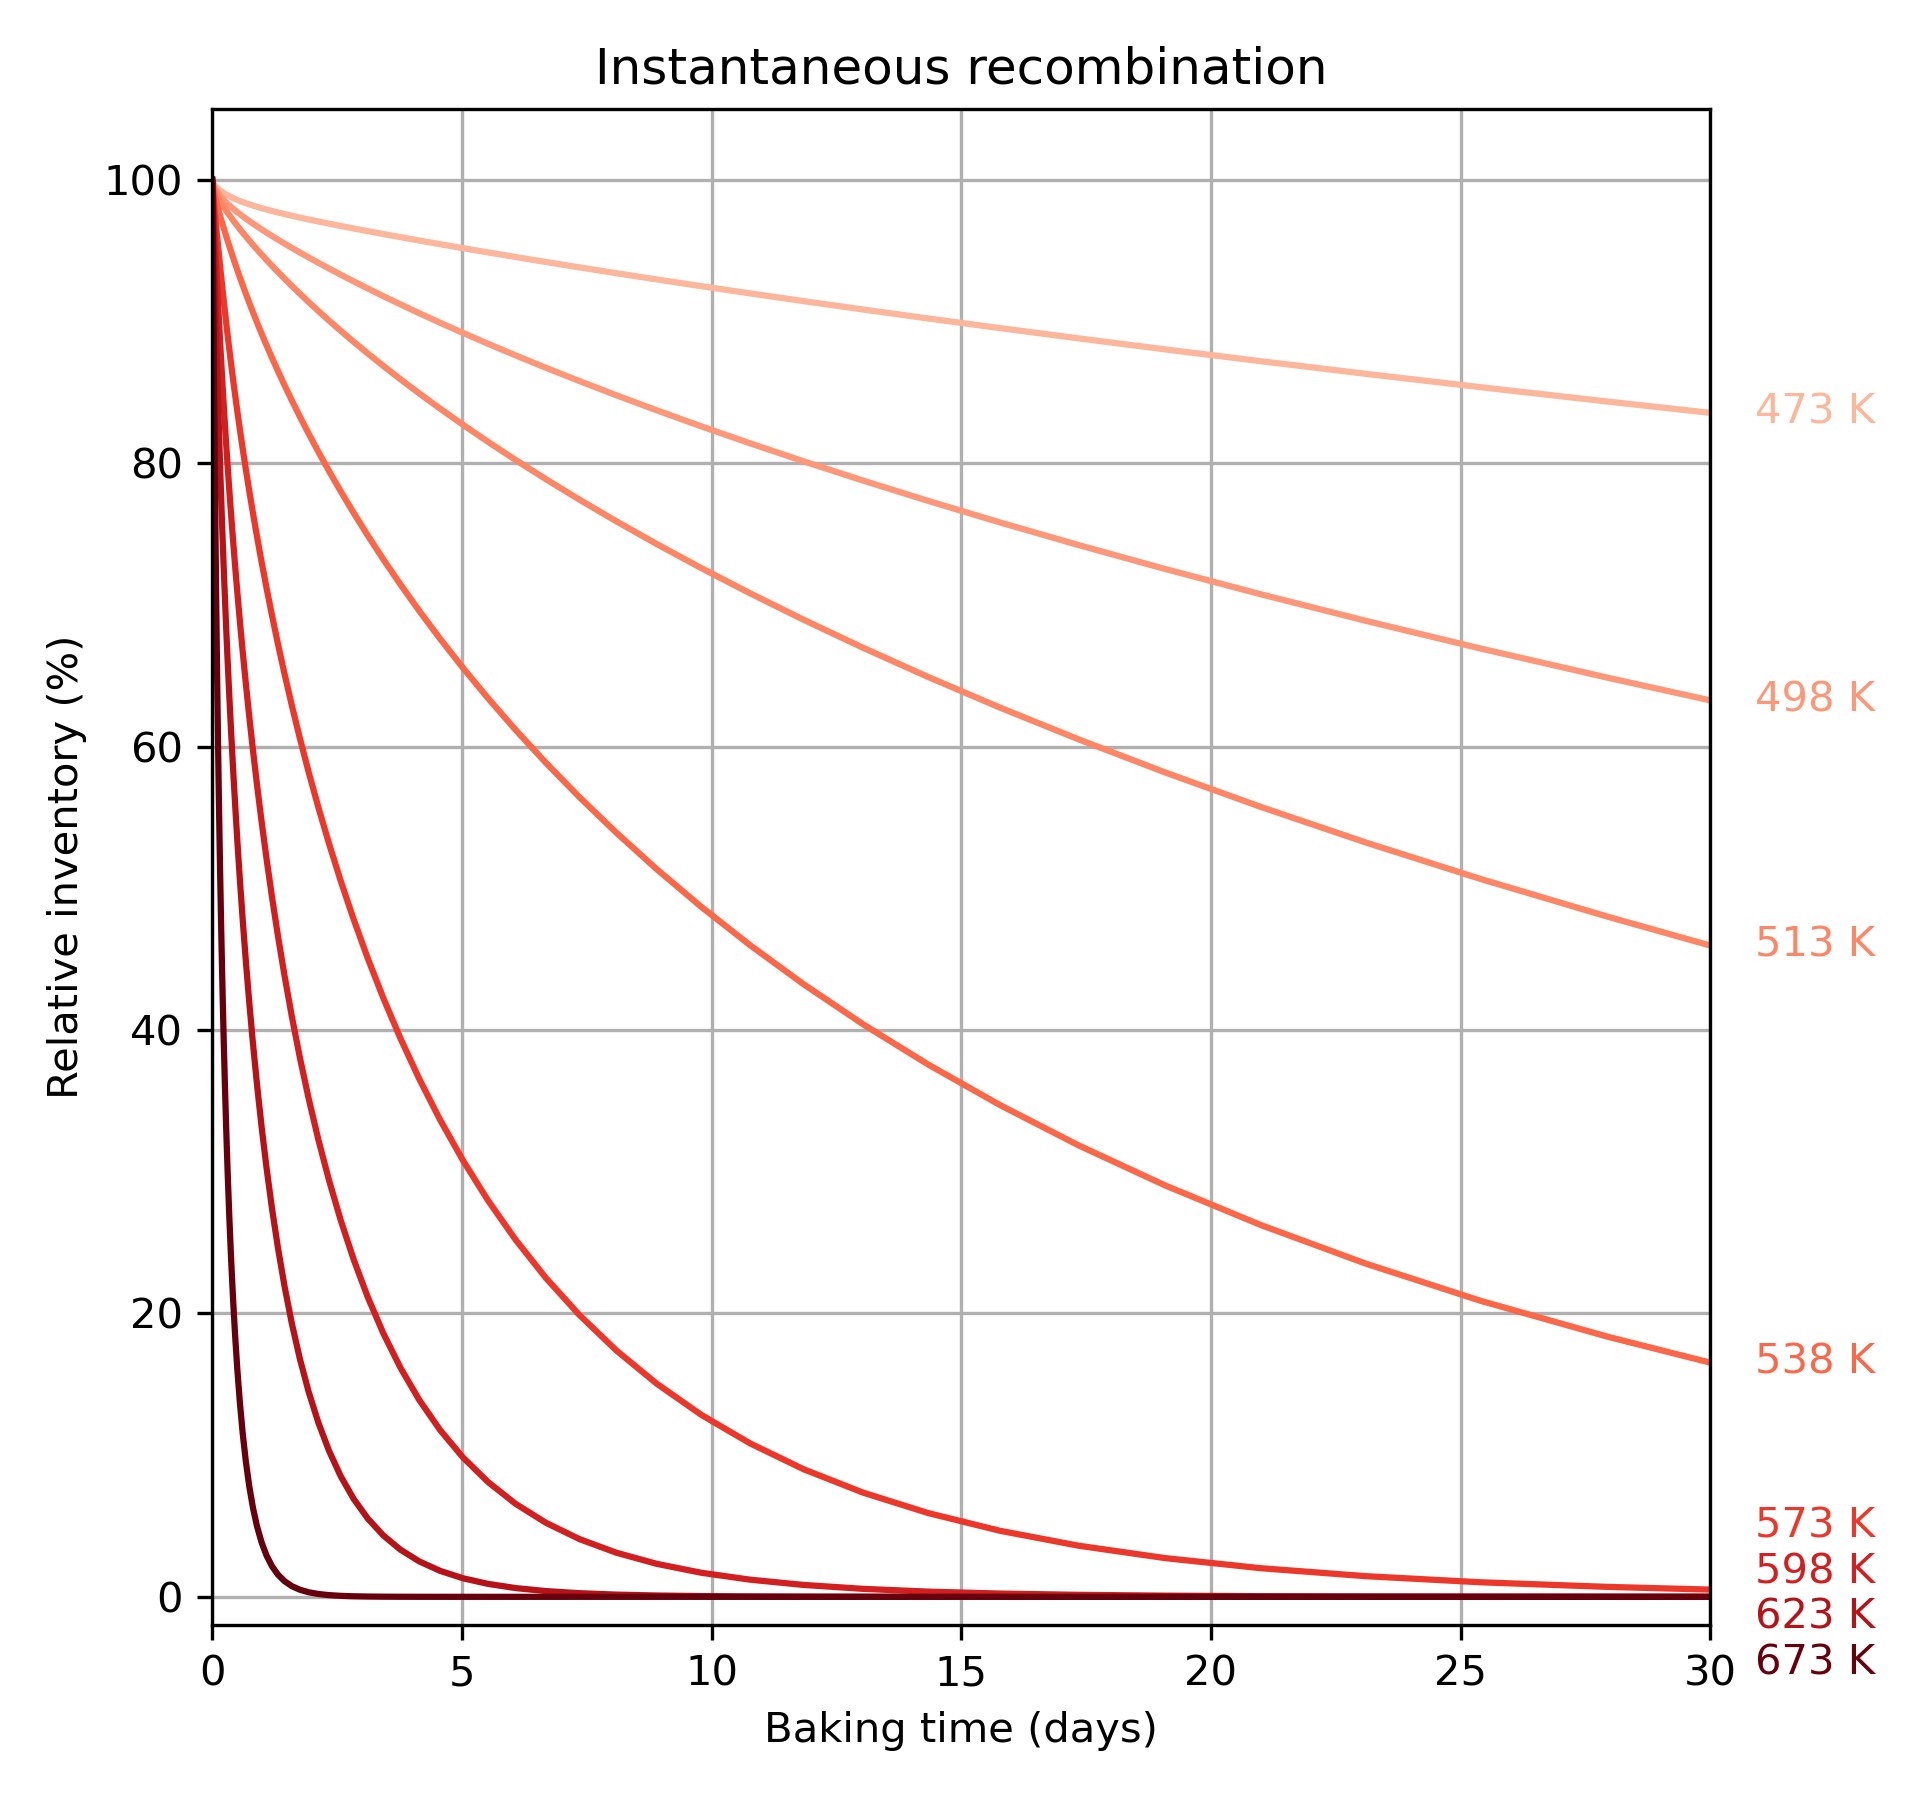 Instantaneous recombination
Relative inventory (%)
100
80
60
40
20
0
473 K
498 K
513 K
538 K
573 K
598 K
623 K
673 K
0 5 10 15 20 25 30
Baking time (days)